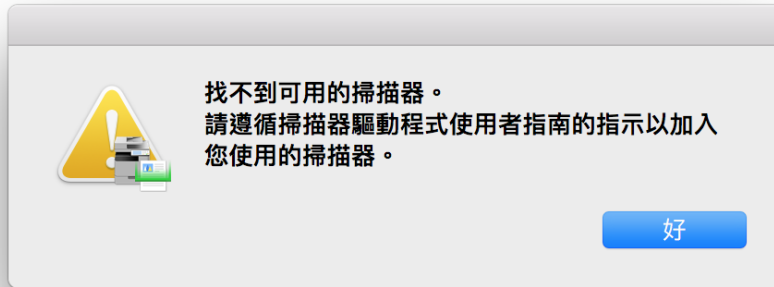 找不到可用的掃描器。
請遵循掃描器驅動程式使用者指南的指示以加入
您使用的掃描器。
好